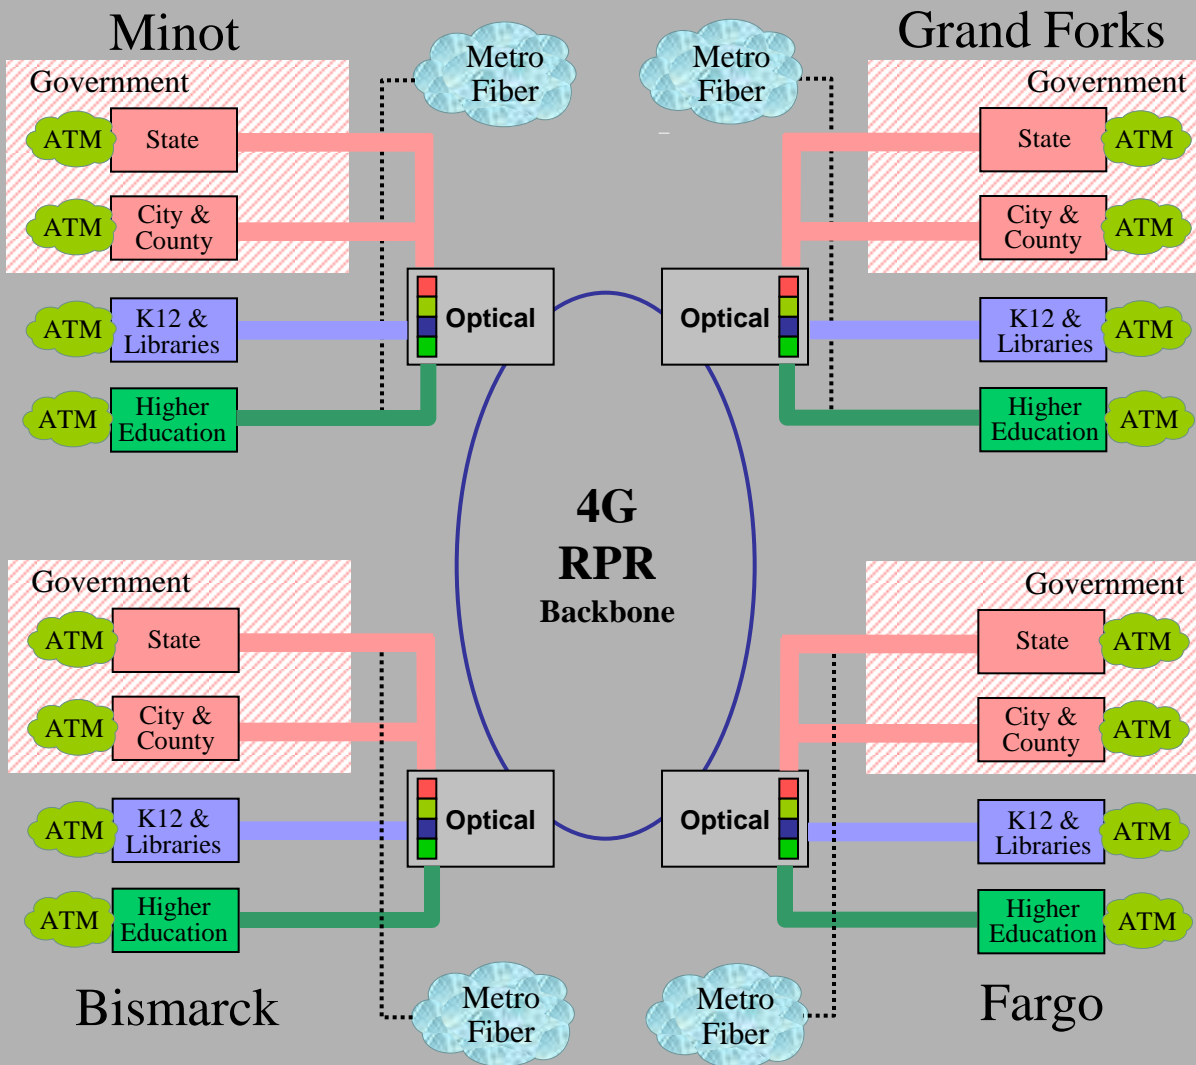 Minot
Government
ATM
State
ATM
City &
County
ATM
K12 &
Libraries
ATM
Higher
Education
Metro
Fiber
Optical
Grand Forks
Government
State
ATM
City &
County
ATM
K12 &
Libraries
ATM
Higher
Education
ATM
Metro
Fiber
Optical
4G
RPR
Backbone
Government
ATM
State
ATM
City &
County
ATM
K12 &
Libraries
ATM
Higher
Education
Bismarck
Optical
Metro
Fiber
Government
State
ATM
City &
County
ATM
K12 &
Libraries
ATM
Higher
Education
ATM
Fargo
Optical
Metro
Fiber